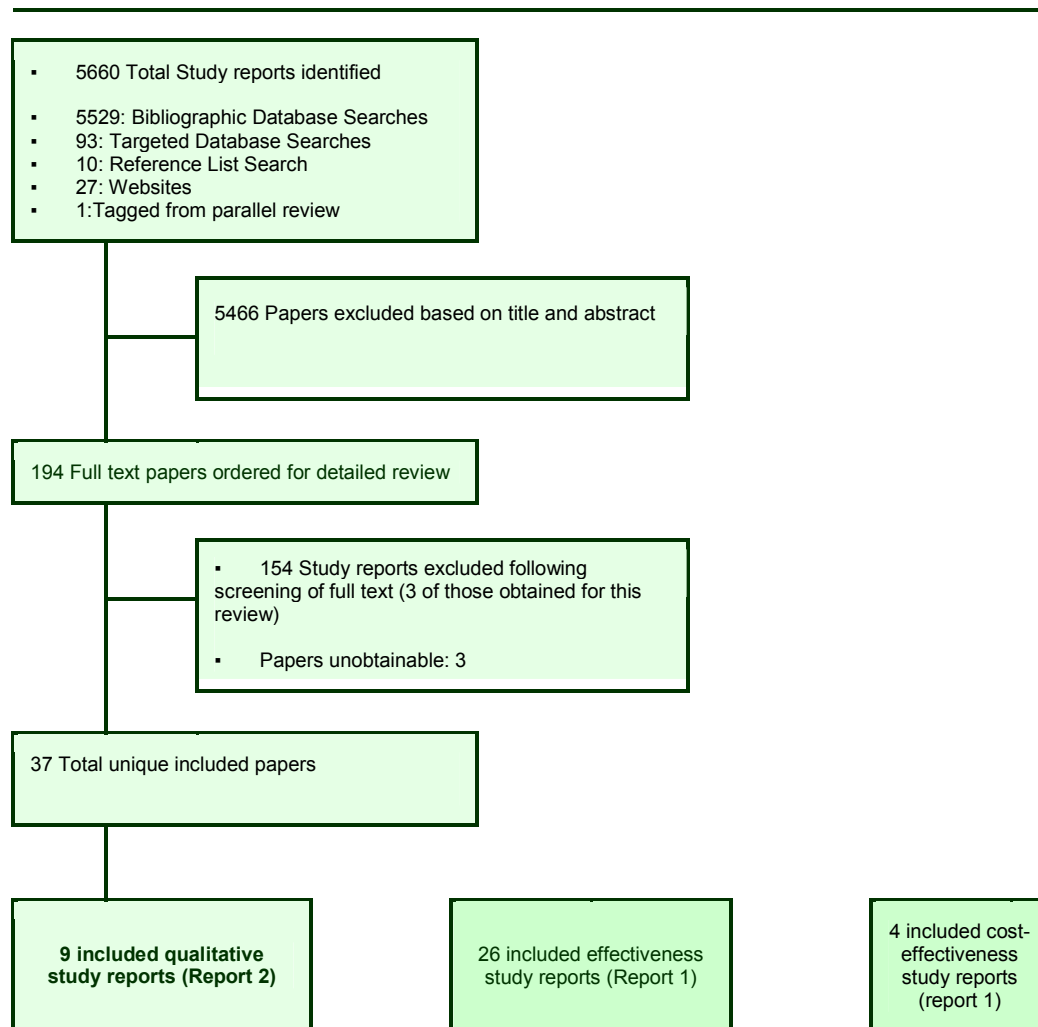 ▪ 5660 Total Study reports identified
▪ 5529: Bibliographic Database Searches
▪ 93: Targeted Database Searches
▪ 10: Reference List Search
▪ 27: Websites
▪ 1:Tagged from parallel review
5466 Papers excluded based on title and abstract
194 Full text papers ordered for detailed review
▪ 154 Study reports excluded following
screening of full text (3 of those obtained for this
review)
▪ Papers unobtainable: 3
37 Total unique included papers
9 included qualitative
study reports (Report 2)
26 included effectiveness
study reports (Report 1)
4 included cost-
effectiveness
study reports
(report 1)